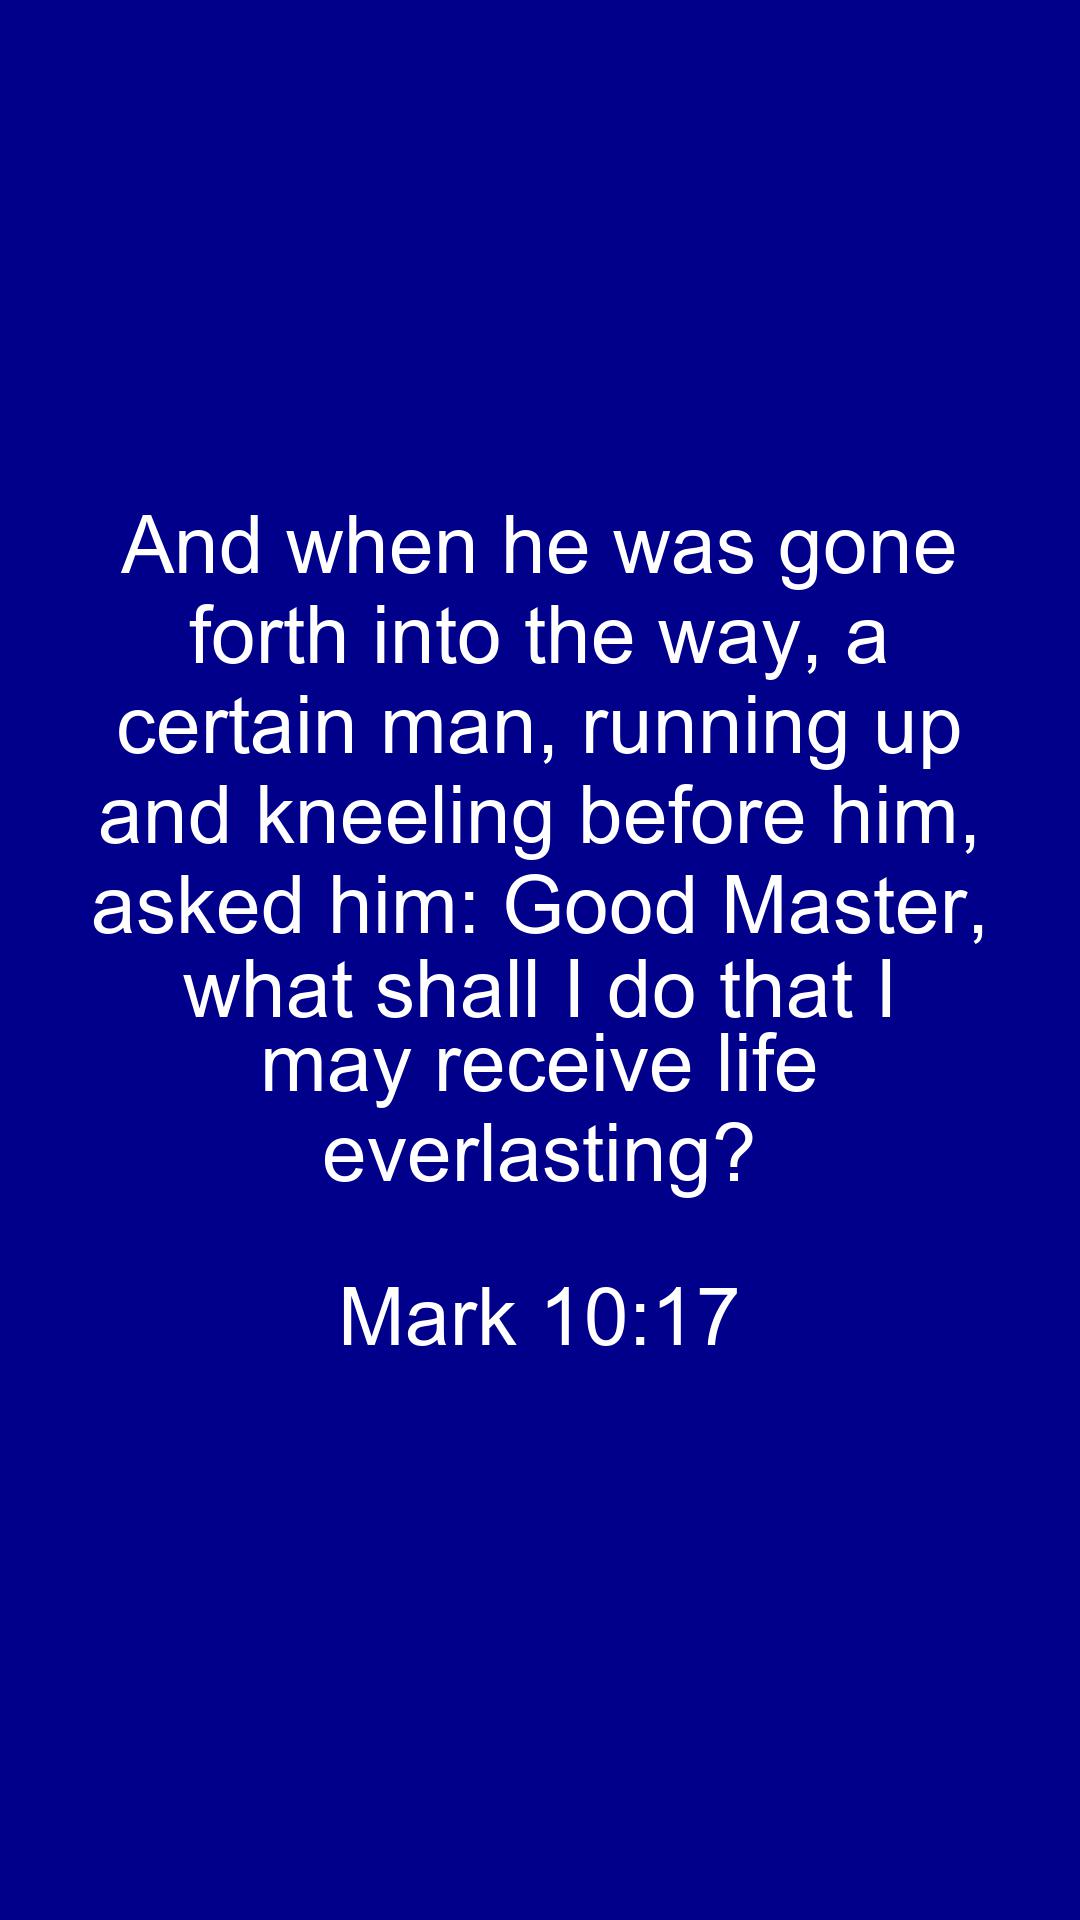 And when he was gone
forth into the way, a
certain man, running up
and kneeling before him,
asked him: Good Master,
what shall I do that I
may receive life
everlasting?
Mark 10:17